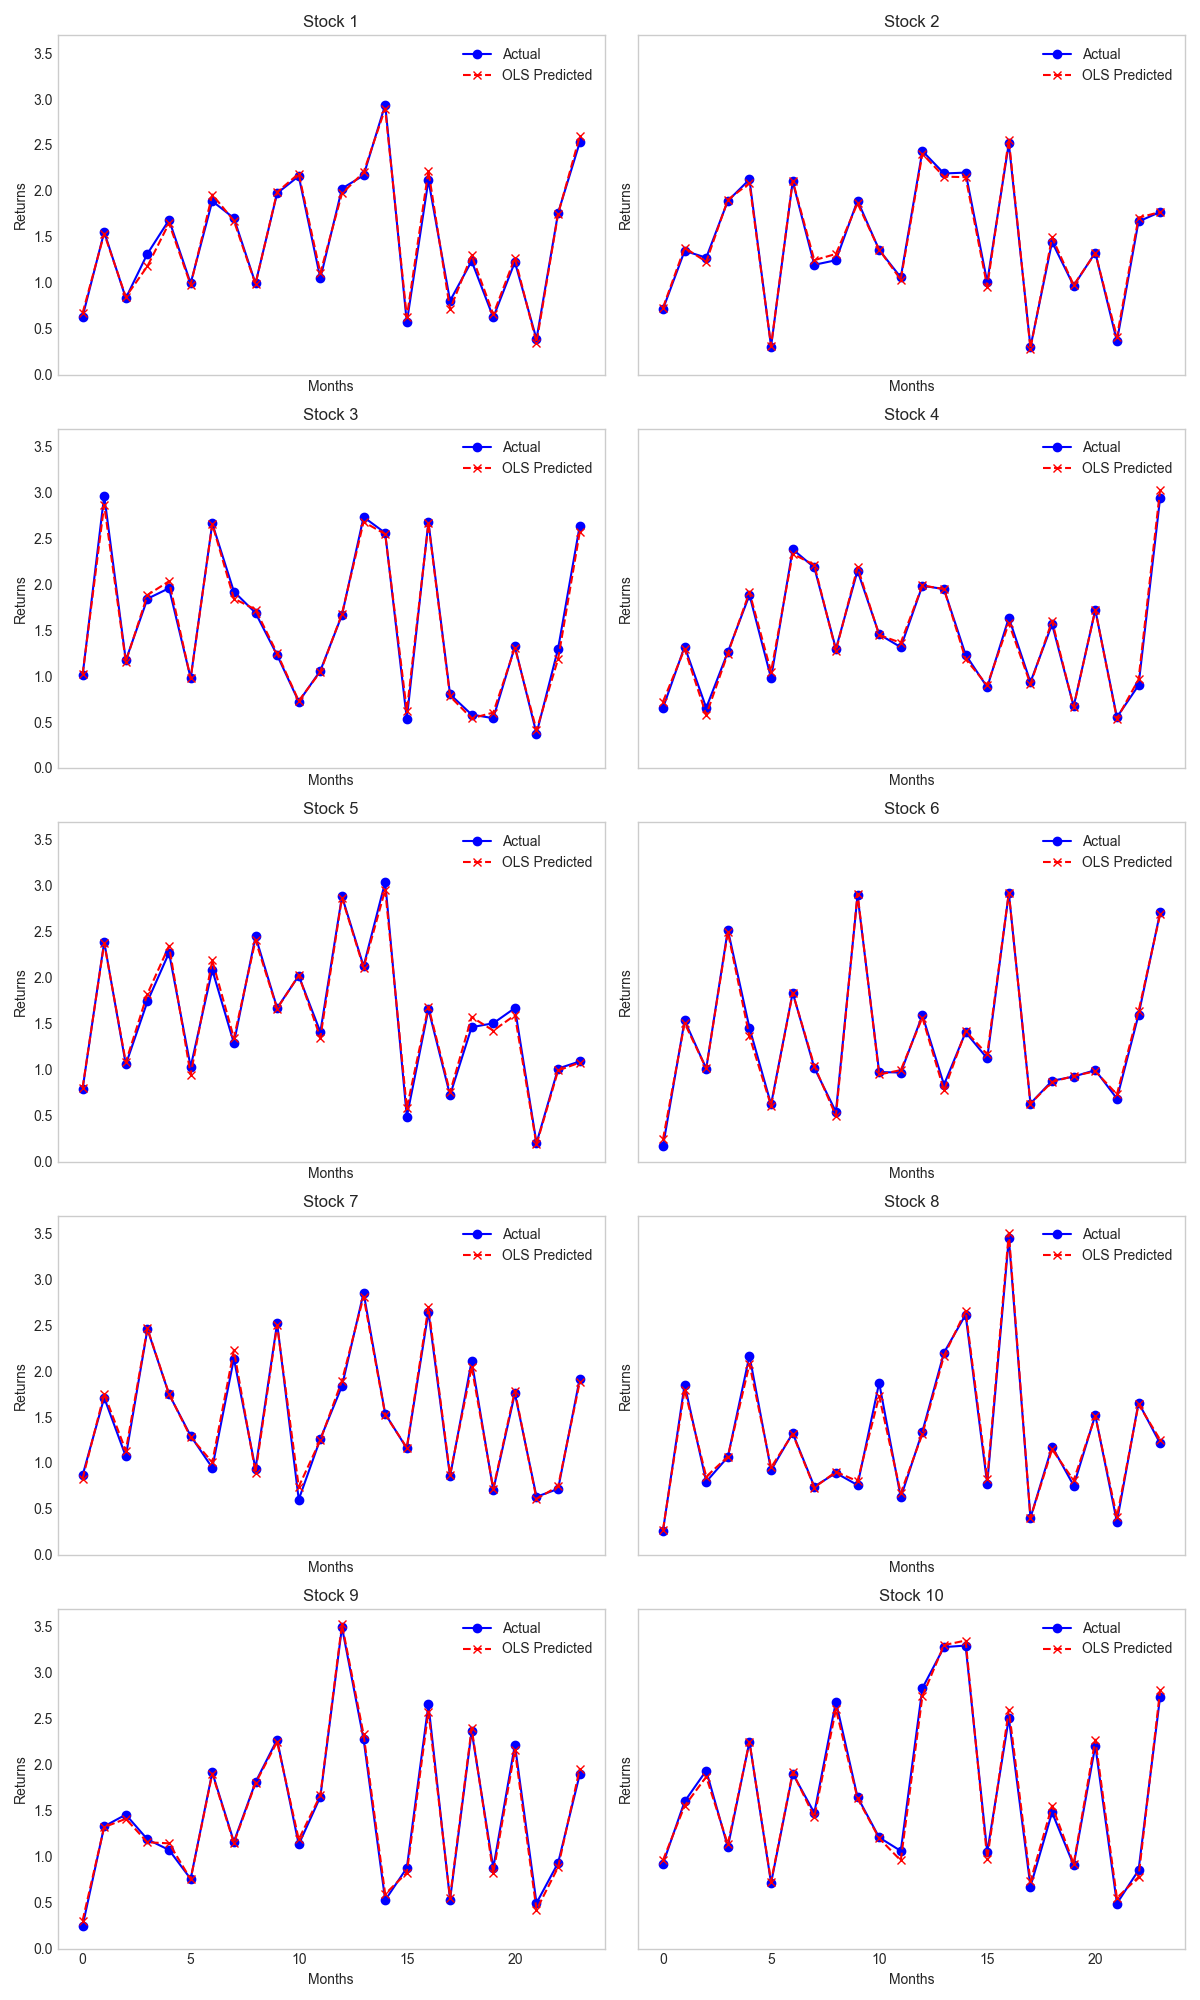 Stock 1
Stock 2
3.5
3.0
2.5
2.0
1.5
1.0
0.5
0.0
Returns
Returns
Actual
OLS Predicted
Actual
OLS Predicted
Months
Months
Stock 3
Stock 4
3.5
3.0
2.5
2.0
1.5
1.0
0.5
0.0
Returns
Returns
Actual
OLS Predicted
Actual
OLS Predicted
Months
Months
Stock 5
Stock 6
3.5
3.0
2.5
2.0
1.5
1.0
0.5
0.0
Returns
Returns
Actual
OLS Predicted
Actual
OLS Predicted
Months
Months
Stock 7
Stock 8
3.5
3.0
2.5
2.0
1.5
1.0
0.5
0.0
Returns
Returns
Actual
OLS Predicted
Actual
OLS Predicted
Months
Months
Stock 9
Stock 10
3.5
3.0
2.5
2.0
1.5
1.0
0.5
0.0
Returns
Returns
Actual
OLS Predicted
Actual
OLS Predicted
0 5 10 15 20
0 5 10 15 20
Months
Months